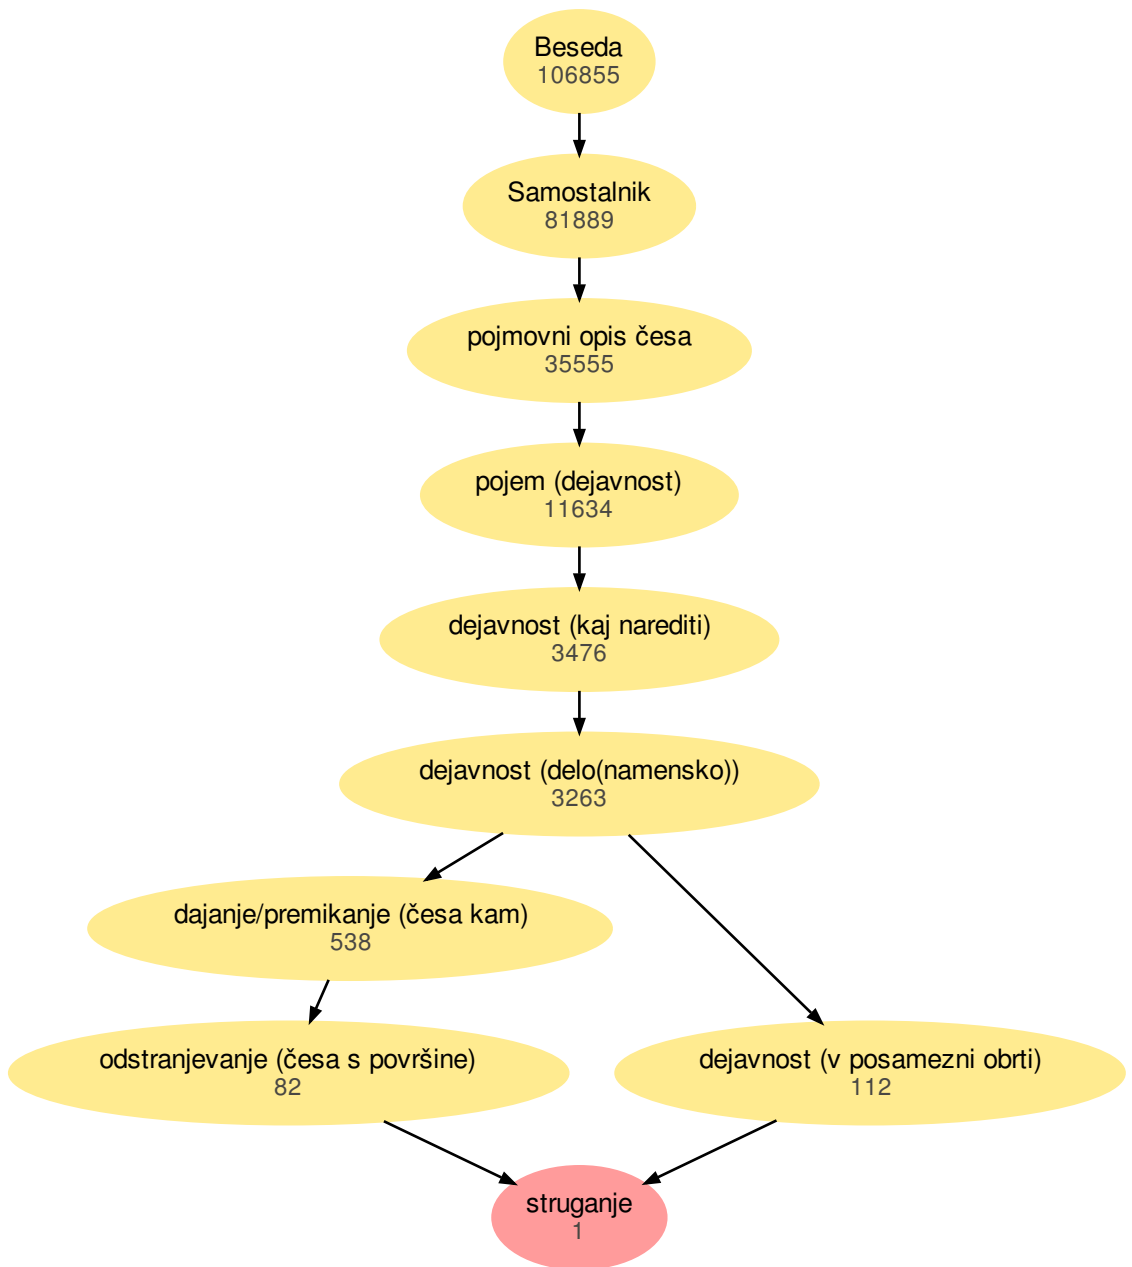 Beseda
106855
Samostalnik
81889
pojmovni opis česa
35555
pojem (dejavnost)
11634
dejavnost (kaj narediti)
3476
dejavnost (delo(namensko))
3263
dajanje/premikanje (česa kam)
538
odstranjevanje (česa s površine)
82
dejavnost (v posamezni obrti)
112
struganje
1